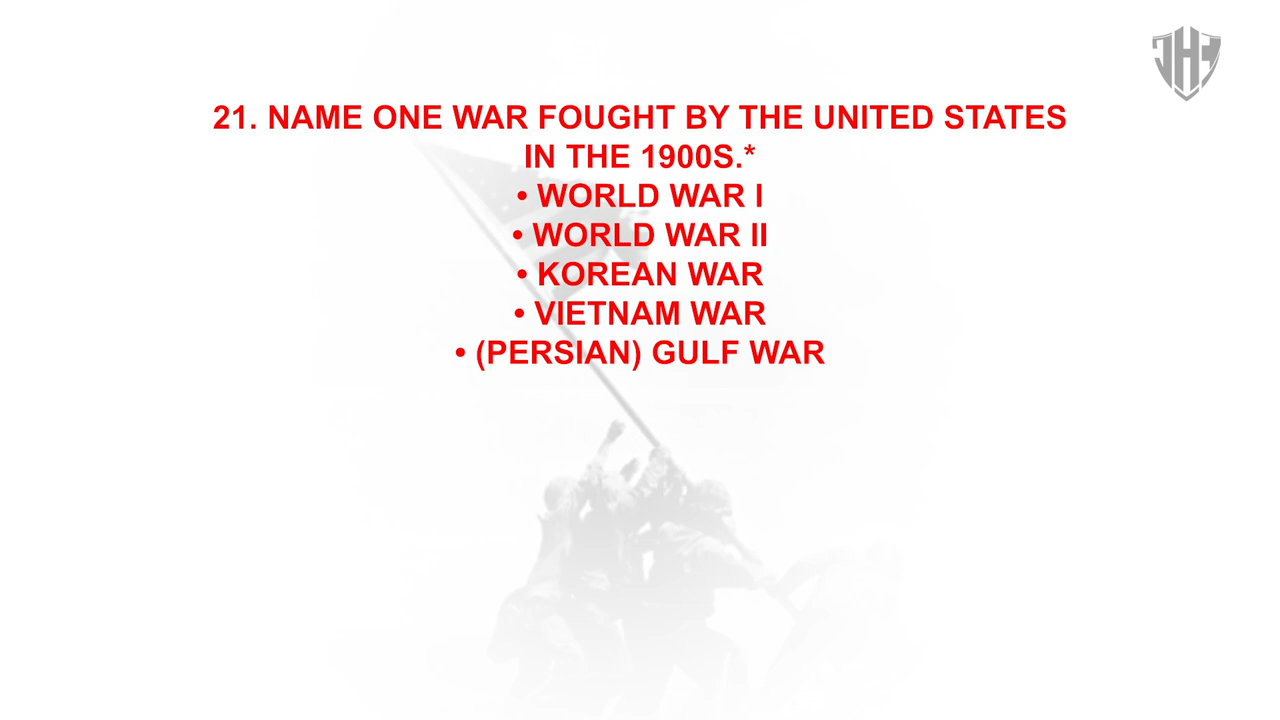 JHE
21. NAME ONE WAR FOUGHT BY THE UNITED STATES
IN THE 1900S.*
• WORLD WAR I
• WORLD WAR II
• KOREAN WAR
• VIETNAM WAR
• (PERSIAN) GULF WAR